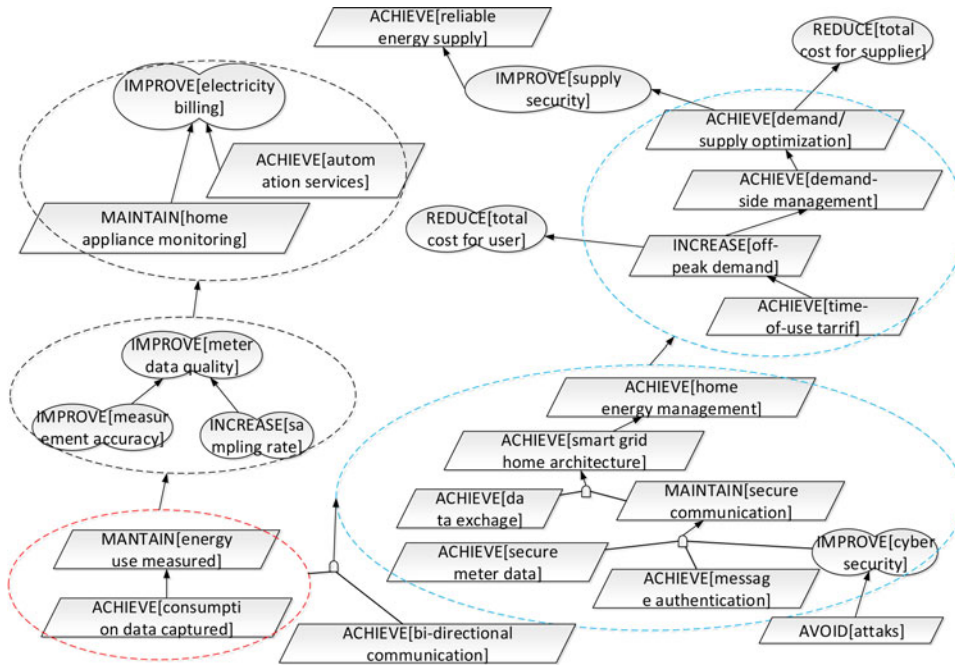 ACHIEVE[reliable
energy supply]
REDUCE[total
cost for supplier]
IMPROVE[electricity
billing]
IMPROVE[supply
security]
ACHIEVE[demand/
supply optimization]
ACHIEVE[autom
ation services]
ACHIEVE[demand-
side management]
MAINTAIN[home
appliance monitoring]
REDUCE[total
cost for user]
INCREASE[off-
peak demand]
ACHIEVE[time-
of-use tarrif]
IMPROVE[meter
data quality]
IMPROVE[measur
ement accuracy]
INCREASE[sa
mpling rate]
ACHIEVE[home
energy management]
ACHIEVE[smart grid
home architecture]
ACHIEVE[da
ta exchage]
MAINTAIN[secure
communication]
MANTAIN[energy
use measured]
ACHIEVE[secure
meter data]
IMPROVE[cyber
security]
ACHIEVE[messag
e authentication]
ACHIEVE[consumpti
on data captured]
ACHIEVE[bi-directional
communication]
AVOID[attaks]